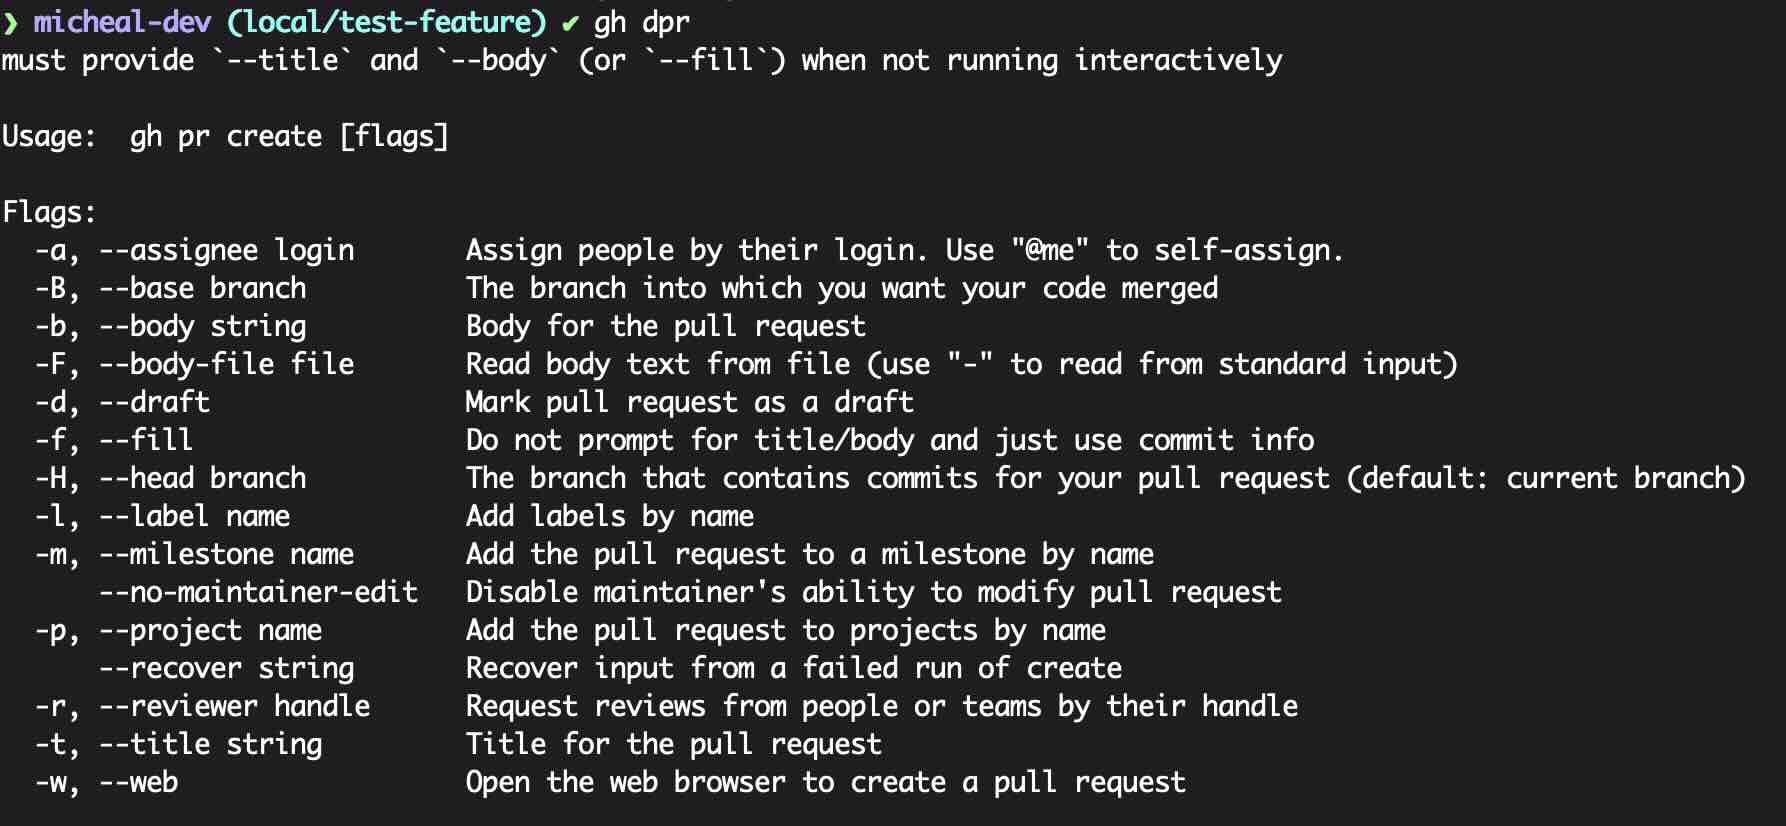 ❯ micheal-dev (local/test-feature) ✔ gh dpr
must provide `--title` and `--body` (or `--fill`) when not running interactively

Usage:  gh pr create [flags]

Flags:
  -a, --assignee login       Assign people by their login. Use "@me" to self-assign.
  -B, --base branch          The branch into which you want your code merged
  -b, --body string          Body for the pull request
  -F, --body-file file       Read body text from file (use "-" to read from standard input)
  -d, --draft                Mark pull request as a draft
  -f, --fill                 Do not prompt for title/body and just use commit info
  -H, --head branch          The branch that contains commits for your pull request (default: current branch)
  -l, --label name           Add labels by name
  -m, --milestone name       Add the pull request to a milestone by name
      --no-maintainer-edit   Disable maintainer's ability to modify pull request
  -p, --project name         Add the pull request to projects by name
      --recover string       Recover input from a failed run of create
  -r, --reviewer handle      Request reviews from people or teams by their handle
  -t, --title string         Title for the pull request
  -w, --web                  Open the web browser to create a pull request